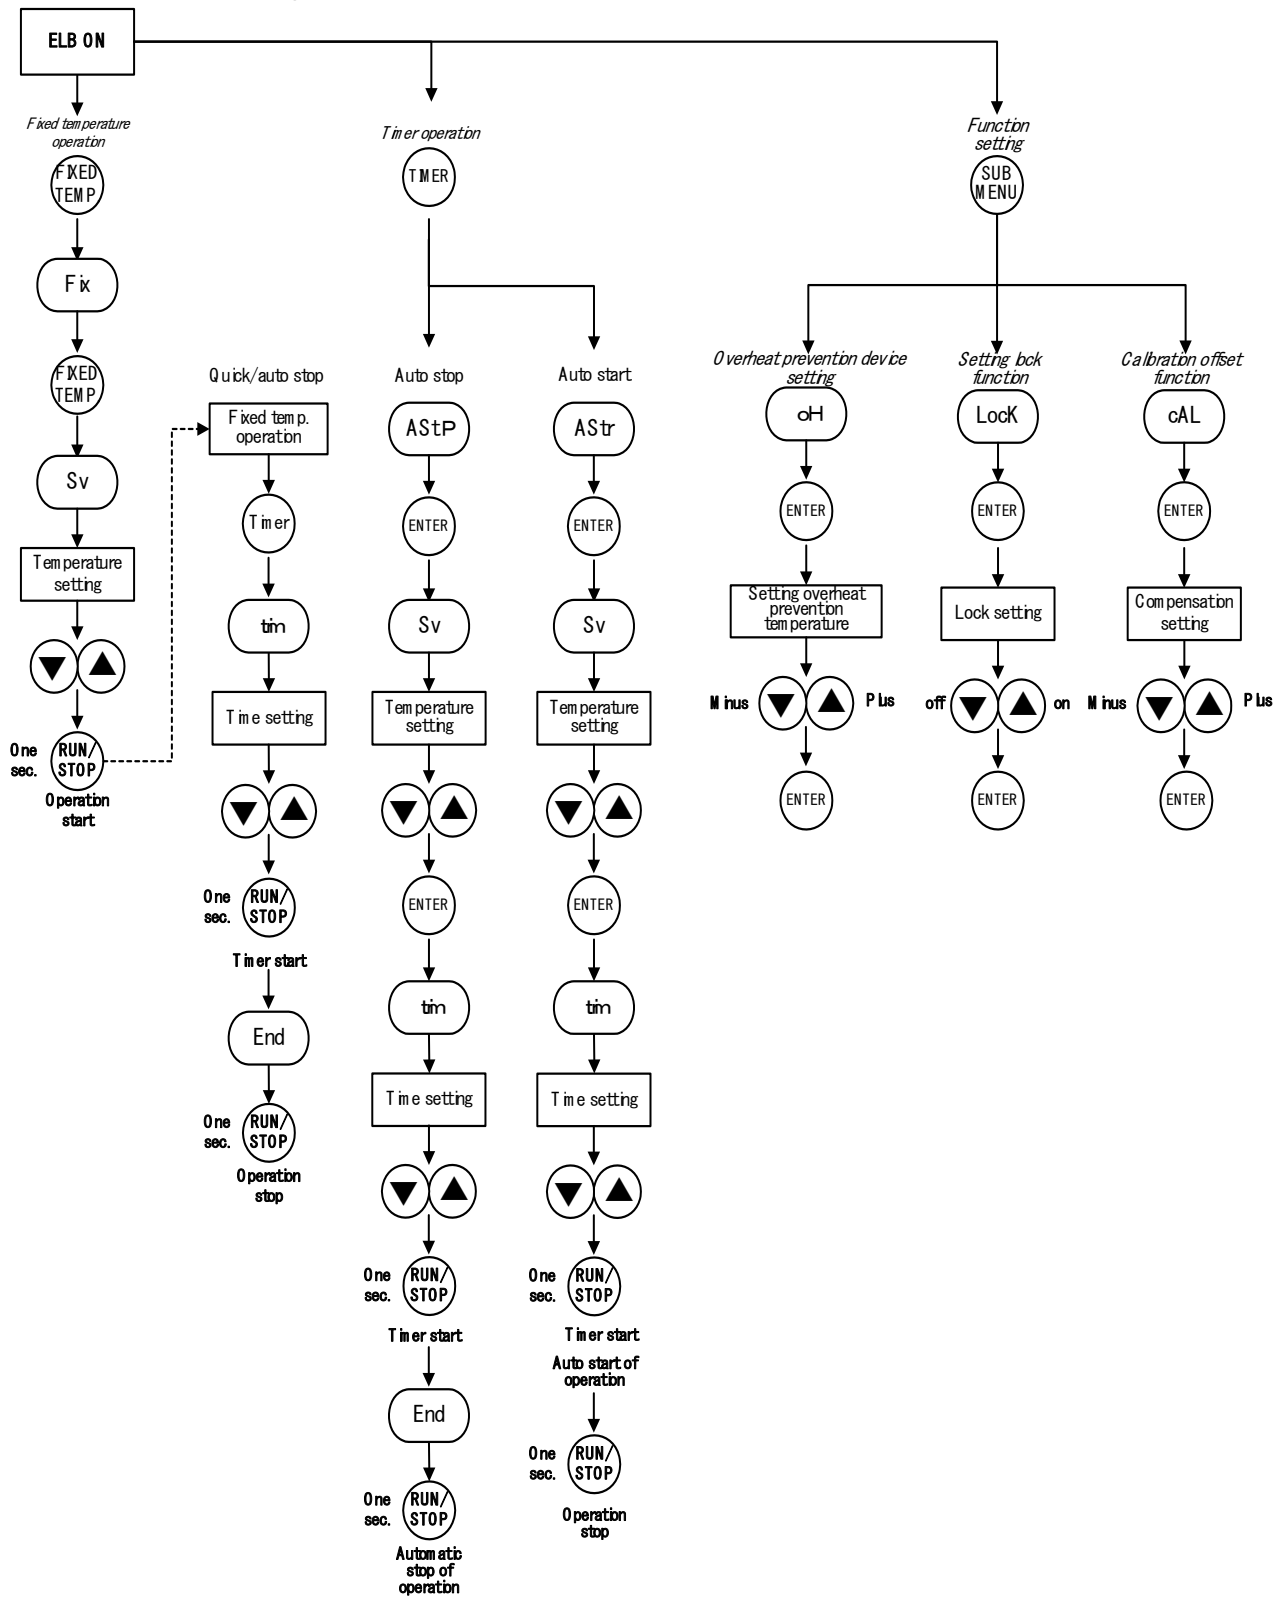 ELB ON
Fixed temperature
operation
FIXED
TEMP
Fix
FIXED
TEMP
Sv
Temperature
setting
One
sec.
RUN/
STOP
Operation
start
Timer operation
TIMER
Quick/auto stop
Fixed temp.
operation
Timer
tim
Time setting
One
sec.
RUN/
STOP
Timer start
End
One
sec.
RUN/
STOP
Operation
stop
Auto stop
AStP
ENTER
Sv
Temperature
setting
ENTER
tim
Time setting
One
sec.
RUN/
STOP
Timer start
End
One
sec.
RUN/
STOP
Automatic
stop of
operation
Auto start
AStr
ENTER
Sv
Temperature
setting
ENTER
tim
Time setting
One
sec.
RUN/
STOP
Timer start
Auto start of
operation
One
sec.
RUN/
STOP
Operation
stop
Function
setting
SUB
MENU
Overheat prevention device
setting
oH
ENTER
Setting overheat
prevention
temperature
Minus
Plus
ENTER
Setting lock
function
LocK
ENTER
Lock setting
off
on
ENTER
Calibration offset
function
cAL
ENTER
Compensation
setting
Minus
Plus
ENTER